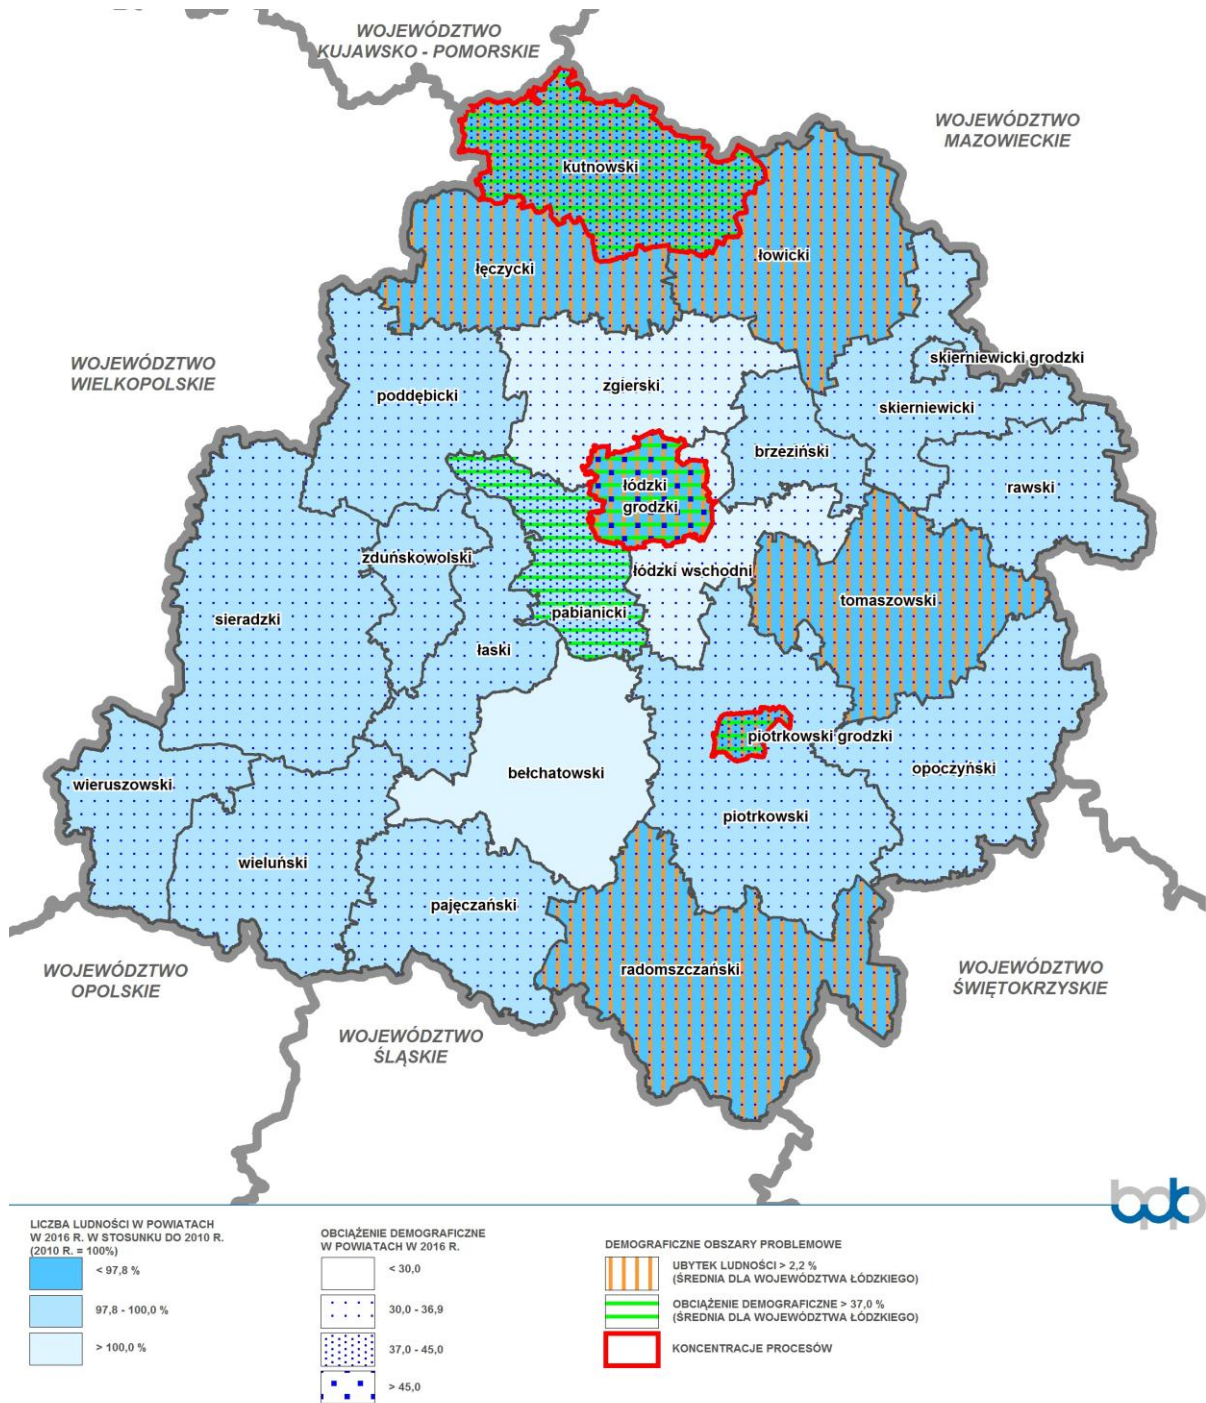 WOJEWÓDZTWO
KUJAWSKO - POMORSKIE
WOJEWÓDZTWO
MAZOWIECKIE
kutnowski
łęczycki
łowicki
WOJEWÓDZTWO
WIELKOPOLSKIE
skierniewicki grodzki
zgierski
poddębicki
skierniewicki
brzeziński
łódzki
grodzki
rawski
zduńskowolski
łódzki wschodni
tomaszowski
sieradzki
pabianicki
łaski
piotrkowski grodzki
bełchatowski
opoczyński
wieruszowski
piotrkowski
wieluński
pajęczański
radomszczański
WOJEWÓDZTWO
OPOLSKIE
WOJEWÓDZTWO
ŚWIĘTOKRZYSKIE
WOJEWÓDZTWO
ŚLĄSKIE
bpp
LICZBA LUDNOŚCI W POWIATACH
W 2016 R. W STOSUNKU DO 2010 R.
(2010 R. = 100%)
< 97,8 %
97,8 - 100,0 %
> 100,0 %
OBCIĄŻENIE DEMOGRAFICZNE
W POWIATACH W 2016 R.
< 30,0
30,0 - 36,9
37,0 - 45,0
> 45,0
DEMOGRAFICZNE OBSZARY PROBLEMOWE
UBYTEK LUDNOŚCI > 2,2 %
(ŚREDNIA DLA WOJEWÓDZTWA ŁÓDZKIEGO)
OBCIĄŻENIE DEMOGRAFICZNE > 37,0 %
(ŚREDNIA DLA WOJEWÓDZTWA ŁÓDZKIEGO)
KONCENTRACJE PROCESÓW